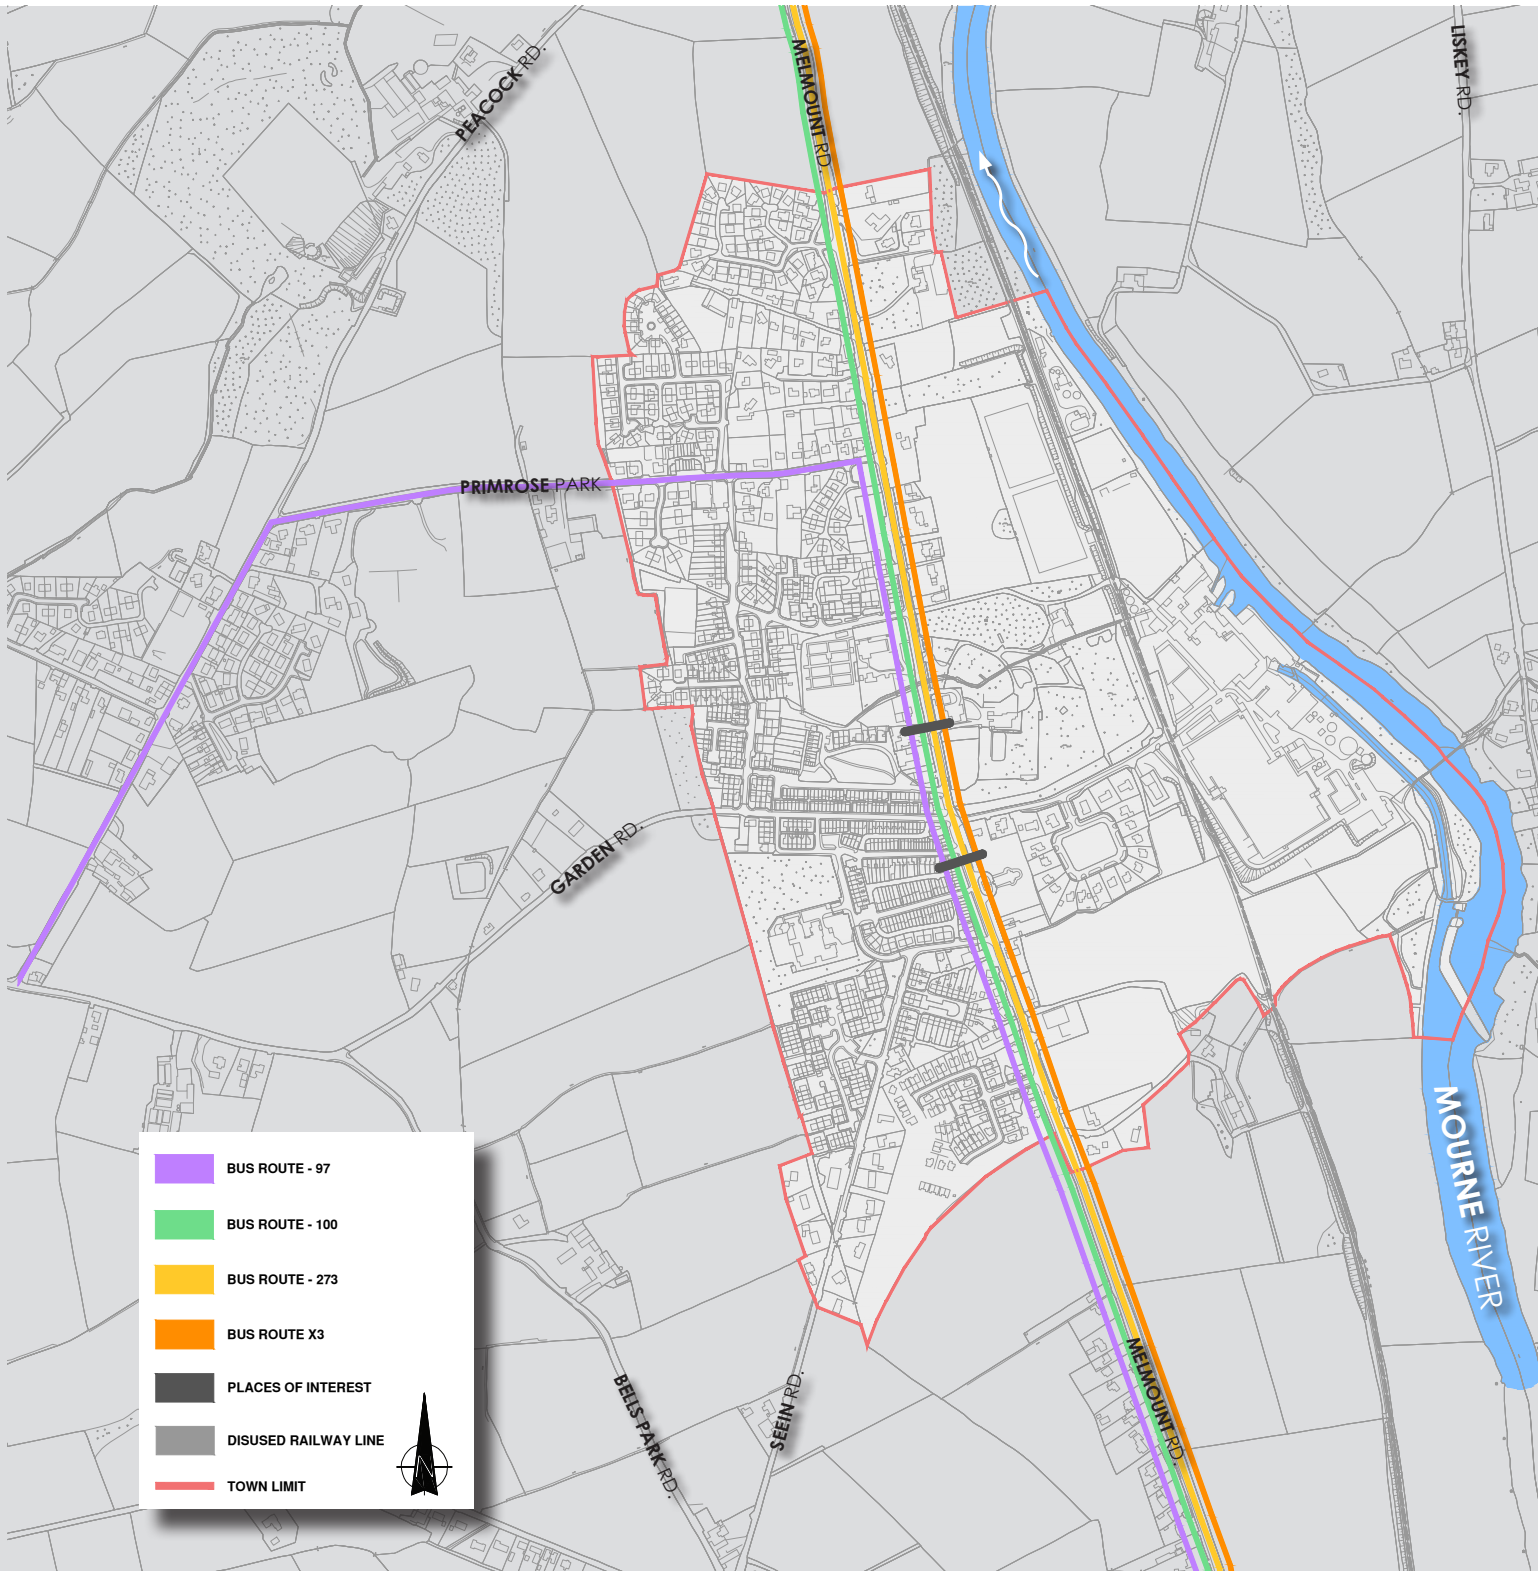 PEACOCK RD.
MELMOUNT RD.
LISKEY RD.
PRIMROSE PARK
GARDEN RD.
MOURNE RIVER
BELLS PARK RD.
SEEIN RD.
MELMOUNT RD.
BUS ROUTE - 97
BUS ROUTE - 100
BUS ROUTE - 273
BUS ROUTE X3
PLACES OF INTEREST
DISUSED RAILWAY LINE
TOWN LIMIT
N